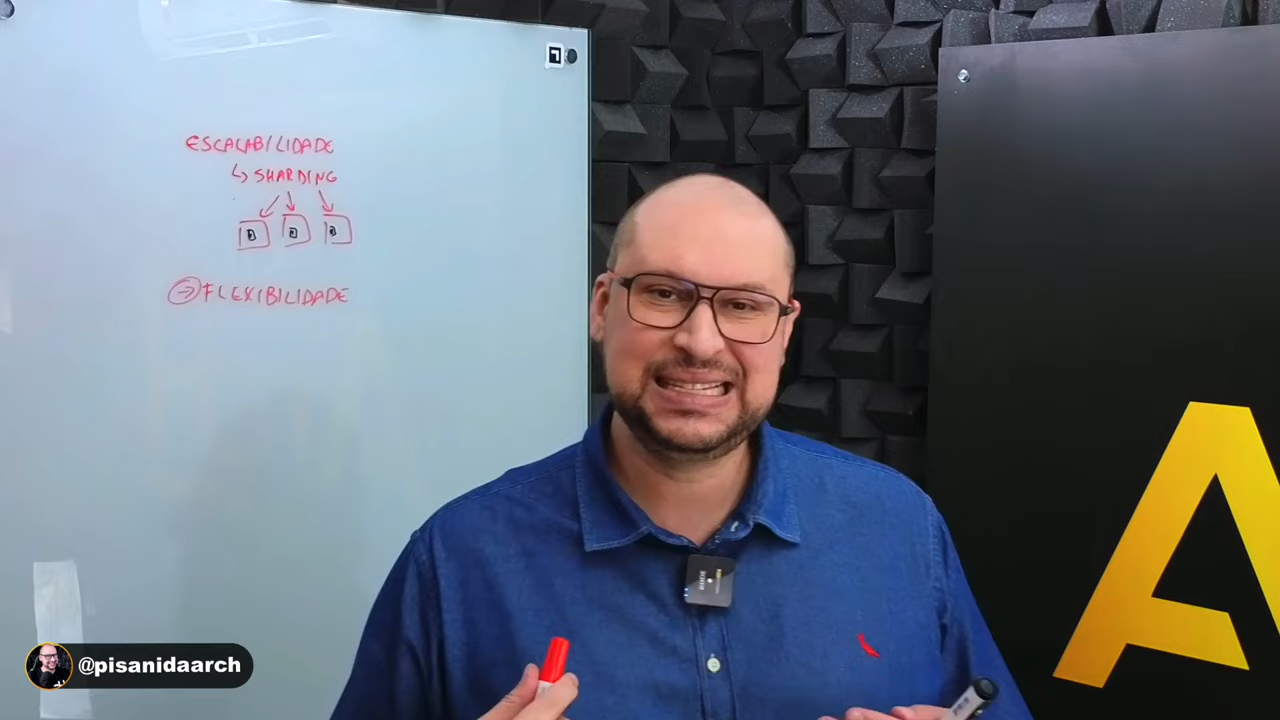 ESCALABILIDADE
↳ SHARDING
D D D
→ FLEXIBILIDADE
A
@pisanidaarch